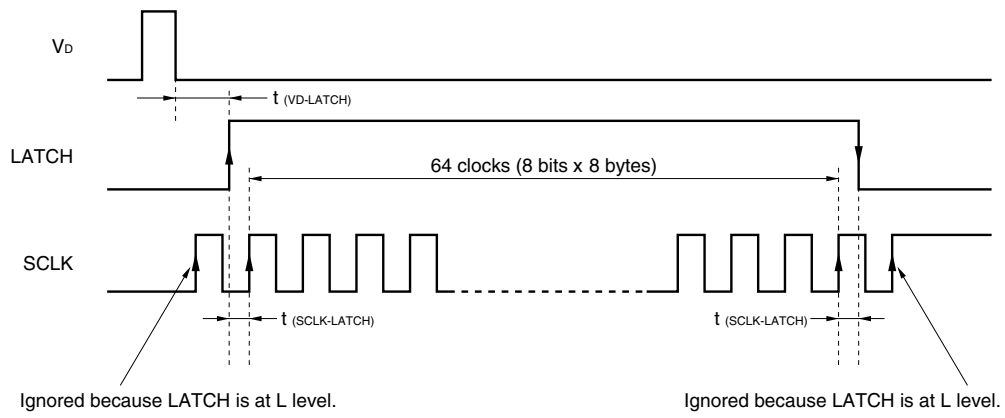 VD
t (VD-LATCH)
LATCH
64 clocks (8 bits x 8 bytes)
SCLK
t (SCLK-LATCH)
t (SCLK-LATCH)
Ignored because LATCH is at L level.
Ignored because LATCH is at L level.